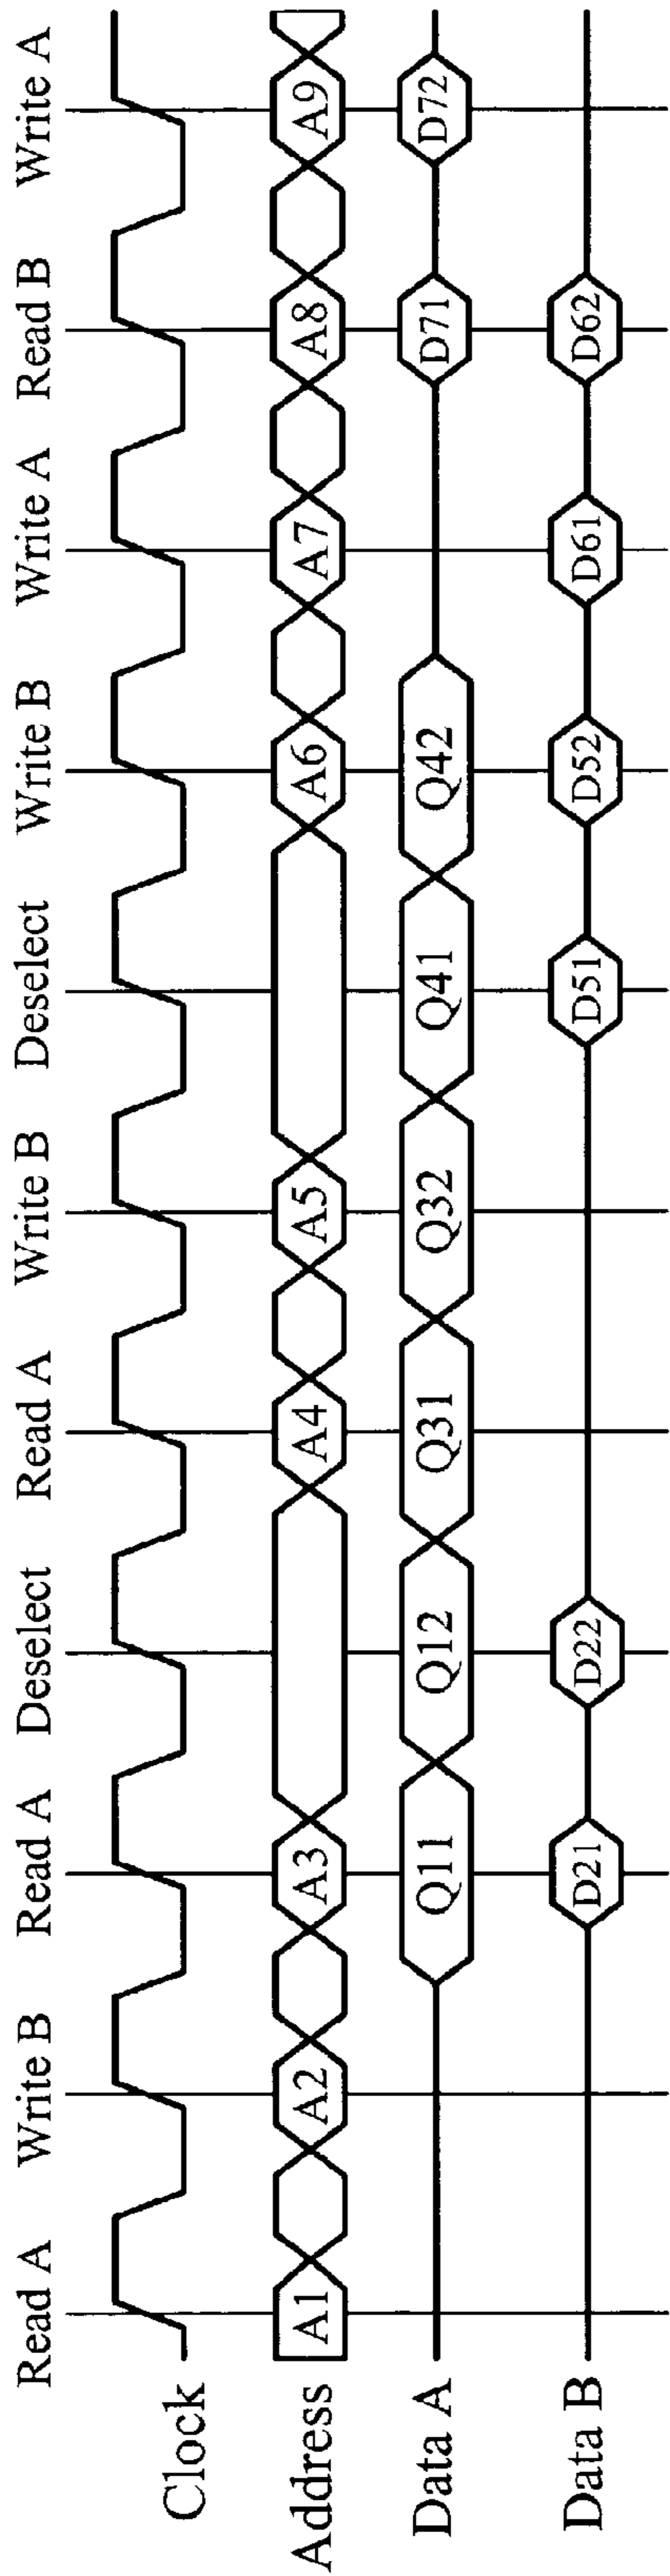 Read A Write B Read A Deselect Read A Write B Deselect Write B Write A Read B Write A
Clock
Address A1 A2 A3 A4 A5 A6 A7 A8 A9
Data A Q11 Q12 Q31 Q32 Q41 Q42 D71 D72
Data B D21 D22 D51 D52 D61 D62